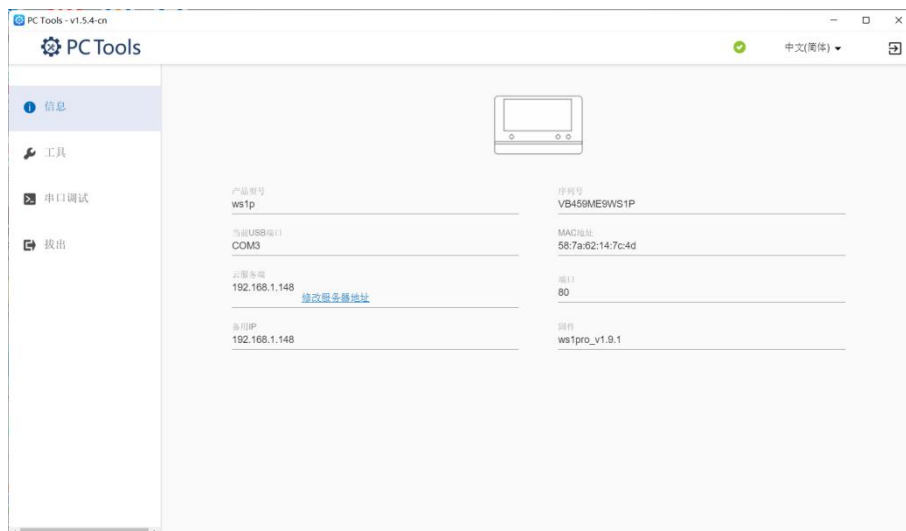 PC Tools - v1.5.4-cn
PC Tools
中文(简体)
信息
工具
串口调试
拔出
产品型号
ws1p
序列号
VB459ME9WS1P
当前USB端口
COM3
MAC地址
58:7a:62:14:7c:4d
云服务端
192.168.1.148
修改服务器地址
端口
80
备用IP
192.168.1.148
固件
ws1pro_v1.9.1